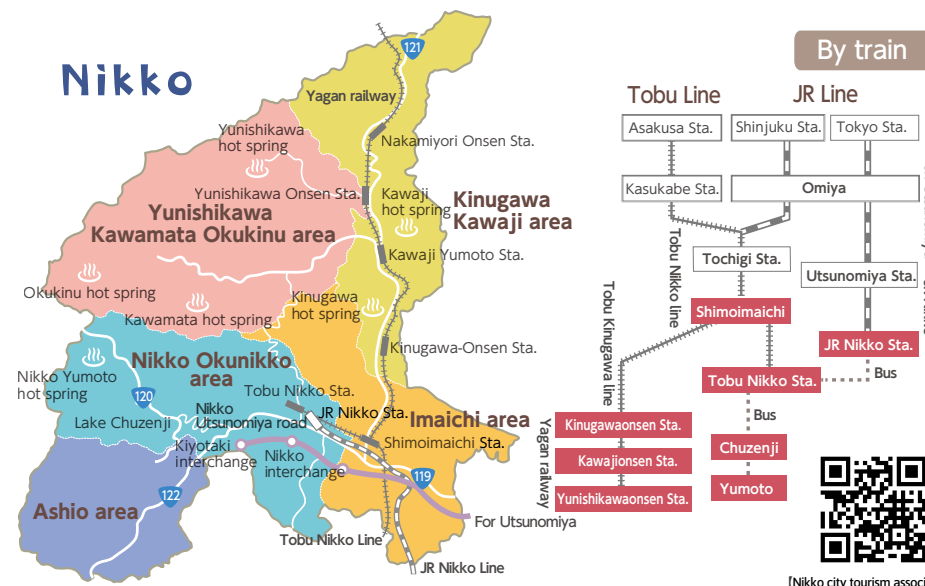 Nikko
121
Yagan railway
Nakamiyori Onsen Sta.
Yunishikawa
hot spring
Yunishikawa Onsen Sta.
Kawaji
hot spring
Kinugawa
Kawaji area
Yunishikawa
Kawamata Okukinu area
Kawaji Yumoto Sta.
Okukinu hot spring
Kawamata hot spring
Kinugawa
hot spring
Kinugawa-Onsen Sta.
Nikko Okunikko
area
Nikko Yumoto
hot spring
120
Tobu Nikko Sta.
Lake Chuzenji
Nikko
Utsunomiya road
JR Nikko Sta.
Imaichi area
Shimoimaichi Sta.
Kiyotaki
interchange
Nikko
interchange
119
122
Ashio area
For Utsunomiya
Tobu Nikko Line
JR Nikko Line
By train
Tobu Line
JR Line
Asakusa Sta.
Shinjuku Sta.
Tokyo Sta.
Kasukabe Sta.
Omiya
Tobu Nikko line
Tochigi Sta.
Utsunomiya Sta.
Tobu Kinugawa line
Shimoimaichi
JR Nikko Sta.
Tobu Nikko Sta.
Bus
Bus
Yagan railway
Kinugawaonsen Sta.
Kawajionsen Sta.
Yunishikawaonsen Sta.
Chuzenji
Yumoto
[Nikko city tourism